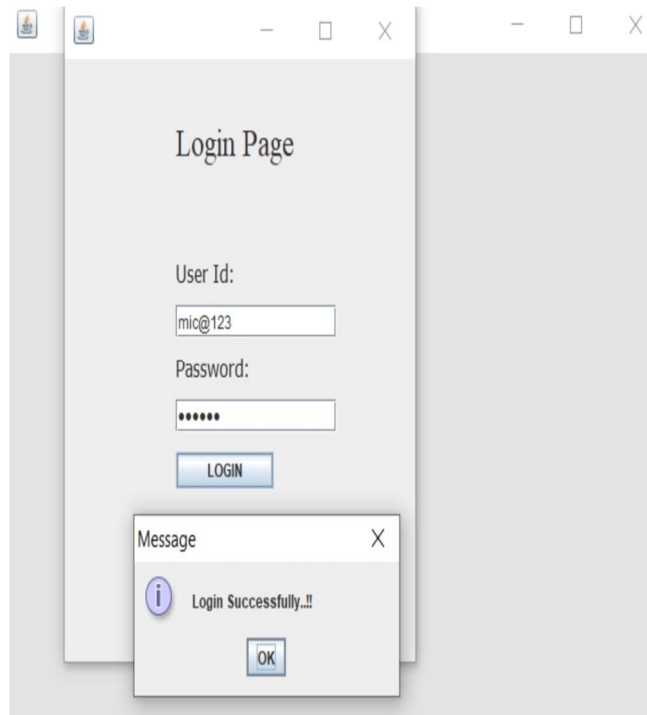 Login Page
User Id:
mic@123
Password:
••••••
LOGIN
Message
i
Login Successfully..!!
OK